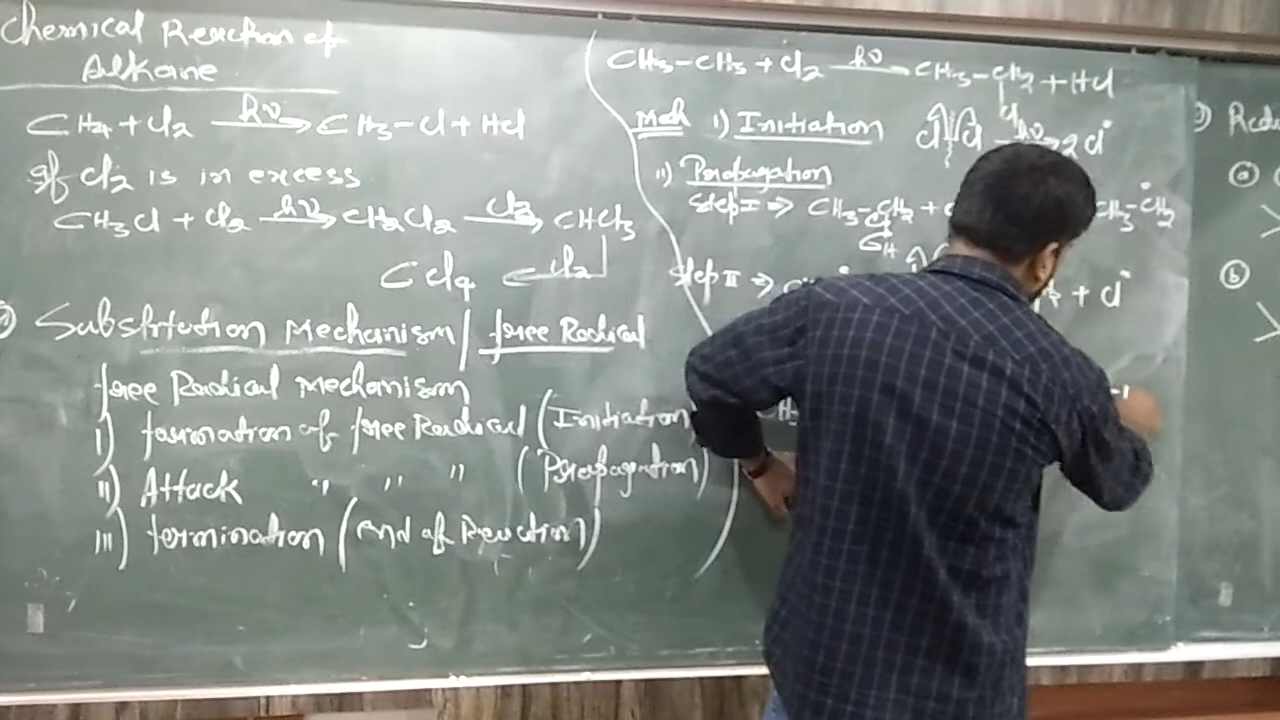 Chemical Reaction of
Alkane
CH4 + Cl2 hν → CH3-Cl + HCl
If Cl2 is in excess
CH3Cl + Cl2 hν → CH2Cl2 Cl2 → CHCl3
CCl4 ← Cl2
Substitution Mechanism / free Radical
free Radical mechanism
i) formation of free Radical (Initiation
ii) Attack " " " (Propagation)
iii) termination (end of Reaction)
CH3-CH3 + Cl2 hν CH3-CH2 + HCl
Cl
Mch i) Initiation Cl Cl hν → 2Cl•
ii) Propagation
Step I ⇒ CH3-CH2 + CH3-CH2
H
Step II ⇒ + Cl•
CH3
a
b